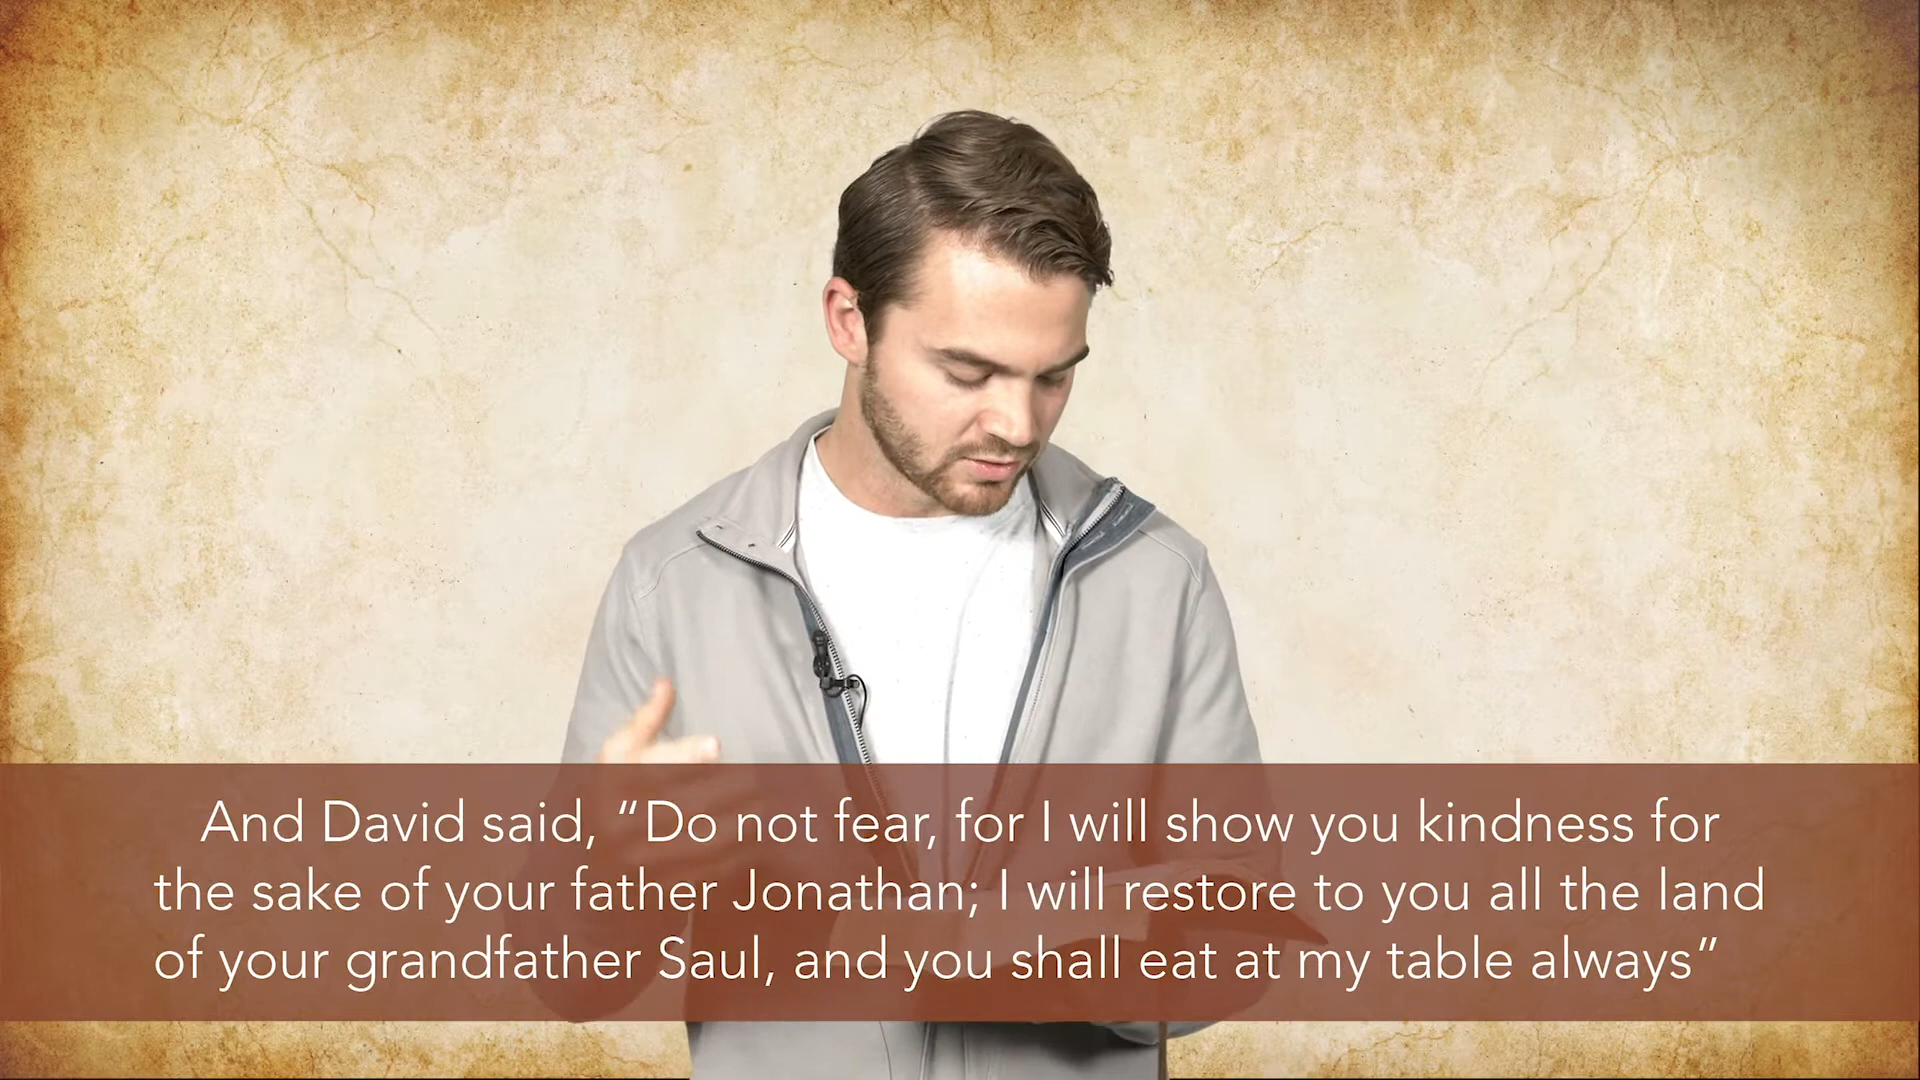 And David said, “Do not fear, for I will show you kindness for
the sake of your father Jonathan; I will restore to you all the land
of your grandfather Saul, and you shall eat at my table always”